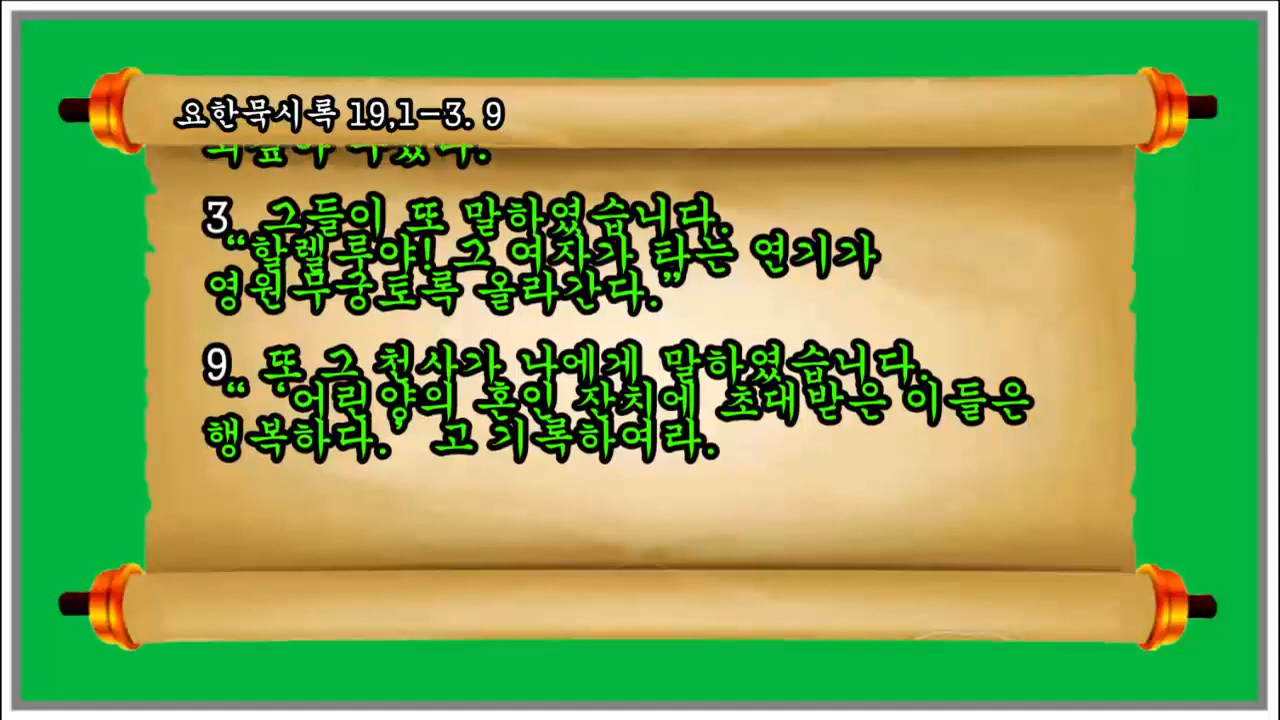 요한묵시록 19,1-3. 9
3  그들이 또 말하였습니다.
“할렐루야! 그 여자가 타는 연기가
영원무궁토록 올라간다.”
9  또 그 천사가 나에게 말하였습니다.
“ ‘어린양의 혼인 잔치에 초대받은 이들은
행복하다.’ 고 기록하여라.